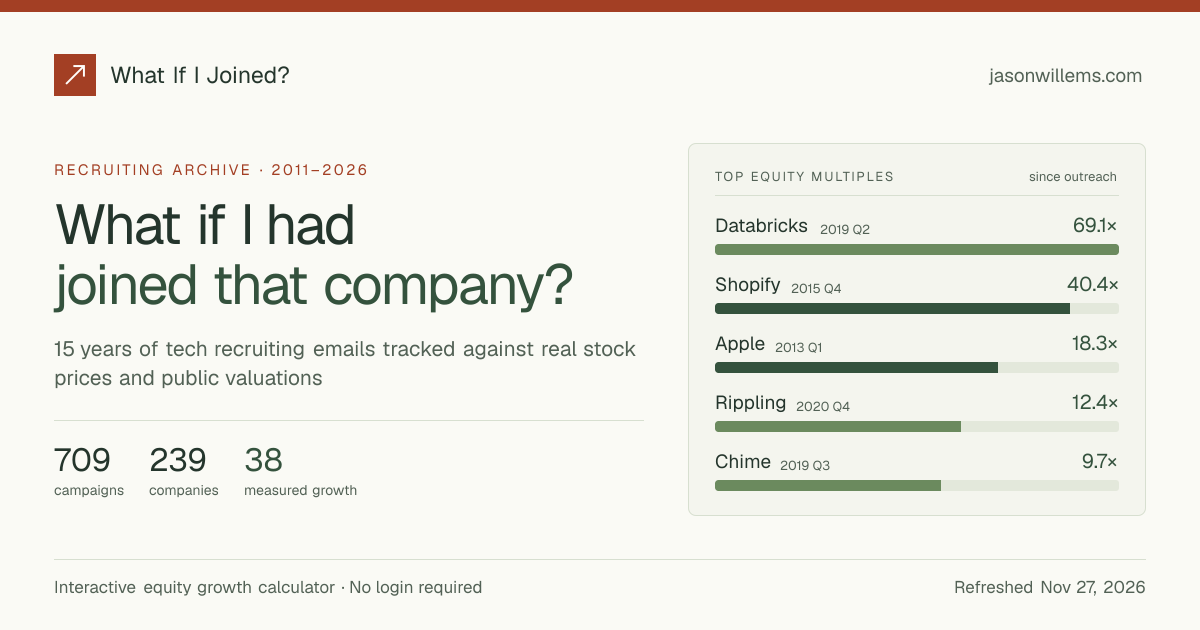 What If I Joined?
jasonwillems.com
RECRUITING ARCHIVE · 2011–2026
What if I had
joined that company?
15 years of tech recruiting emails tracked against real stock
prices and public valuations
709 239 38
campaigns companies measured growth
TOP EQUITY MULTIPLES since outreach
Databricks 2019 Q2 69.1×
Shopify 2015 Q4 40.4×
Apple 2013 Q1 18.3×
Rippling 2020 Q4 12.4×
Chime 2019 Q3 9.7×
Interactive equity growth calculator · No login required
Refreshed Nov 27, 2026